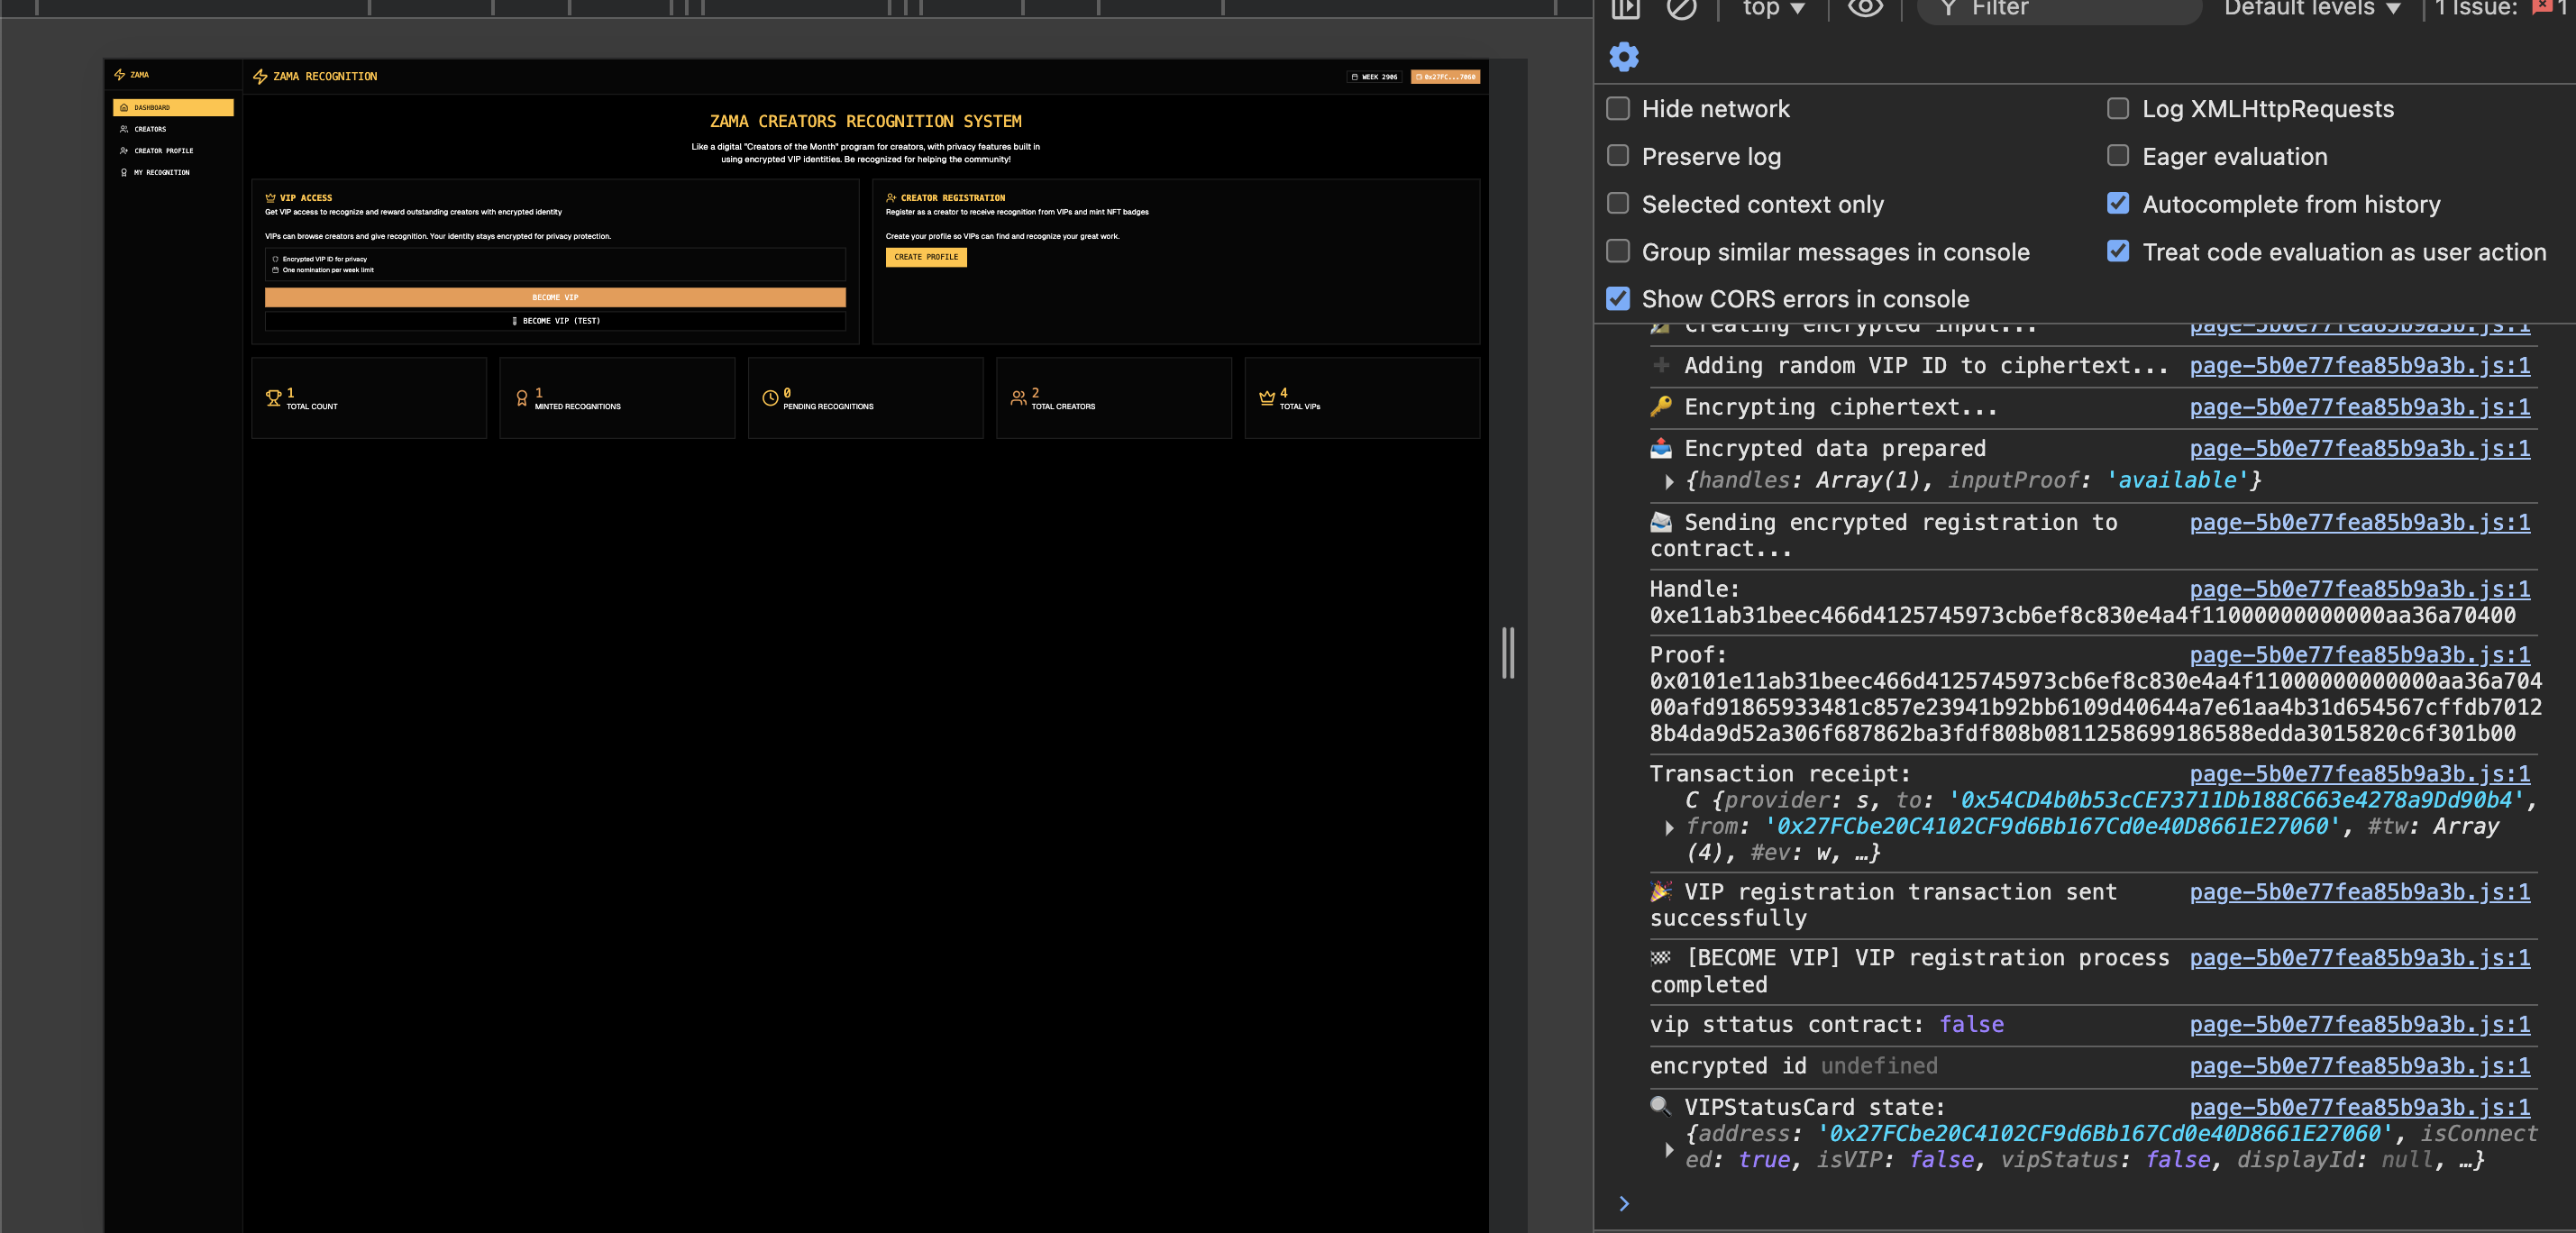 ZAMA
DASHBOARD
CREATORS
CREATOR PROFILE
MY RECOGNITION
ZAMA RECOGNITION
WEEK 2906
0x27FC...7060
ZAMA CREATORS RECOGNITION SYSTEM
Like a digital "Creators of the Month" program for creators, with privacy features built in
using encrypted VIP identities. Be recognized for helping the community!
VIP ACCESS
Get VIP access to recognize and reward outstanding creators with encrypted identity
VIPs can browse creators and give recognition. Your identity stays encrypted for privacy protection.
Encrypted VIP ID for privacy
One nomination per week limit
BECOME VIP
BECOME VIP (TEST)
CREATOR REGISTRATION
Register as a creator to receive recognition from VIPs and mint NFT badges
Create your profile so VIPs can find and recognize your great work.
CREATE PROFILE
1
TOTAL COUNT
1
MINTED RECOGNITIONS
0
PENDING RECOGNITIONS
2
TOTAL CREATORS
4
TOTAL VIPs
top
Filter
Default levels
1 Issue:
1
Hide network
Log XMLHttpRequests
Preserve log
Eager evaluation
Selected context only
Autocomplete from history
Group similar messages in console
Treat code evaluation as user action
Show CORS errors in console
Creating encrypted input... page-5b0e77fea85b9a3b.js:1
Adding random VIP ID to ciphertext... page-5b0e77fea85b9a3b.js:1
Encrypting ciphertext... page-5b0e77fea85b9a3b.js:1
Encrypted data prepared page-5b0e77fea85b9a3b.js:1
{handles: Array(1), inputProof: 'available'}
Sending encrypted registration to page-5b0e77fea85b9a3b.js:1
contract...
Handle: page-5b0e77fea85b9a3b.js:1
0xe11ab31beec466d4125745973cb6ef8c830e4a4f11000000000000aa36a70400
Proof: page-5b0e77fea85b9a3b.js:1
0x0101e11ab31beec466d4125745973cb6ef8c830e4a4f11000000000000aa36a704
00afd91865933481c857e23941b92bb6109d40644a7e61aa4b31d654567cffdb7012
8b4da9d52a306f687862ba3fdf808b0811258699186588edda3015820c6f301b00
Transaction receipt: page-5b0e77fea85b9a3b.js:1
C {provider: s, to: '0x54CD4b0b53cCE73711Db188C663e4278a9Dd90b4',
from: '0x27FCbe20C4102CF9d6Bb167Cd0e40D8661E27060', #tw: Array
(4), #ev: w, …}
VIP registration transaction sent page-5b0e77fea85b9a3b.js:1
successfully
[BECOME VIP] VIP registration process page-5b0e77fea85b9a3b.js:1
completed
vip sttatus contract: false page-5b0e77fea85b9a3b.js:1
encrypted id undefined page-5b0e77fea85b9a3b.js:1
VIPStatusCard state: page-5b0e77fea85b9a3b.js:1
{address: '0x27FCbe20C4102CF9d6Bb167Cd0e40D8661E27060', isConnect
ed: true, isVIP: false, vipStatus: false, displayId: null, …}